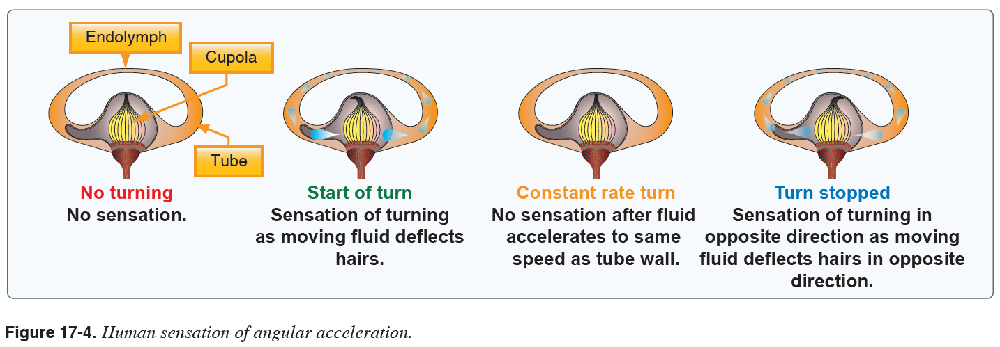 Endolymph
Cupola
Tube
No turning
No sensation.
Start of turn
Sensation of turning
as moving fluid deflects
hairs.
Constant rate turn
No sensation after fluid
accelerates to same
speed as tube wall.
Turn stopped
Sensation of turning in
opposite direction as moving
fluid deflects hairs in opposite
direction.
Figure 17-4. Human sensation of angular acceleration.